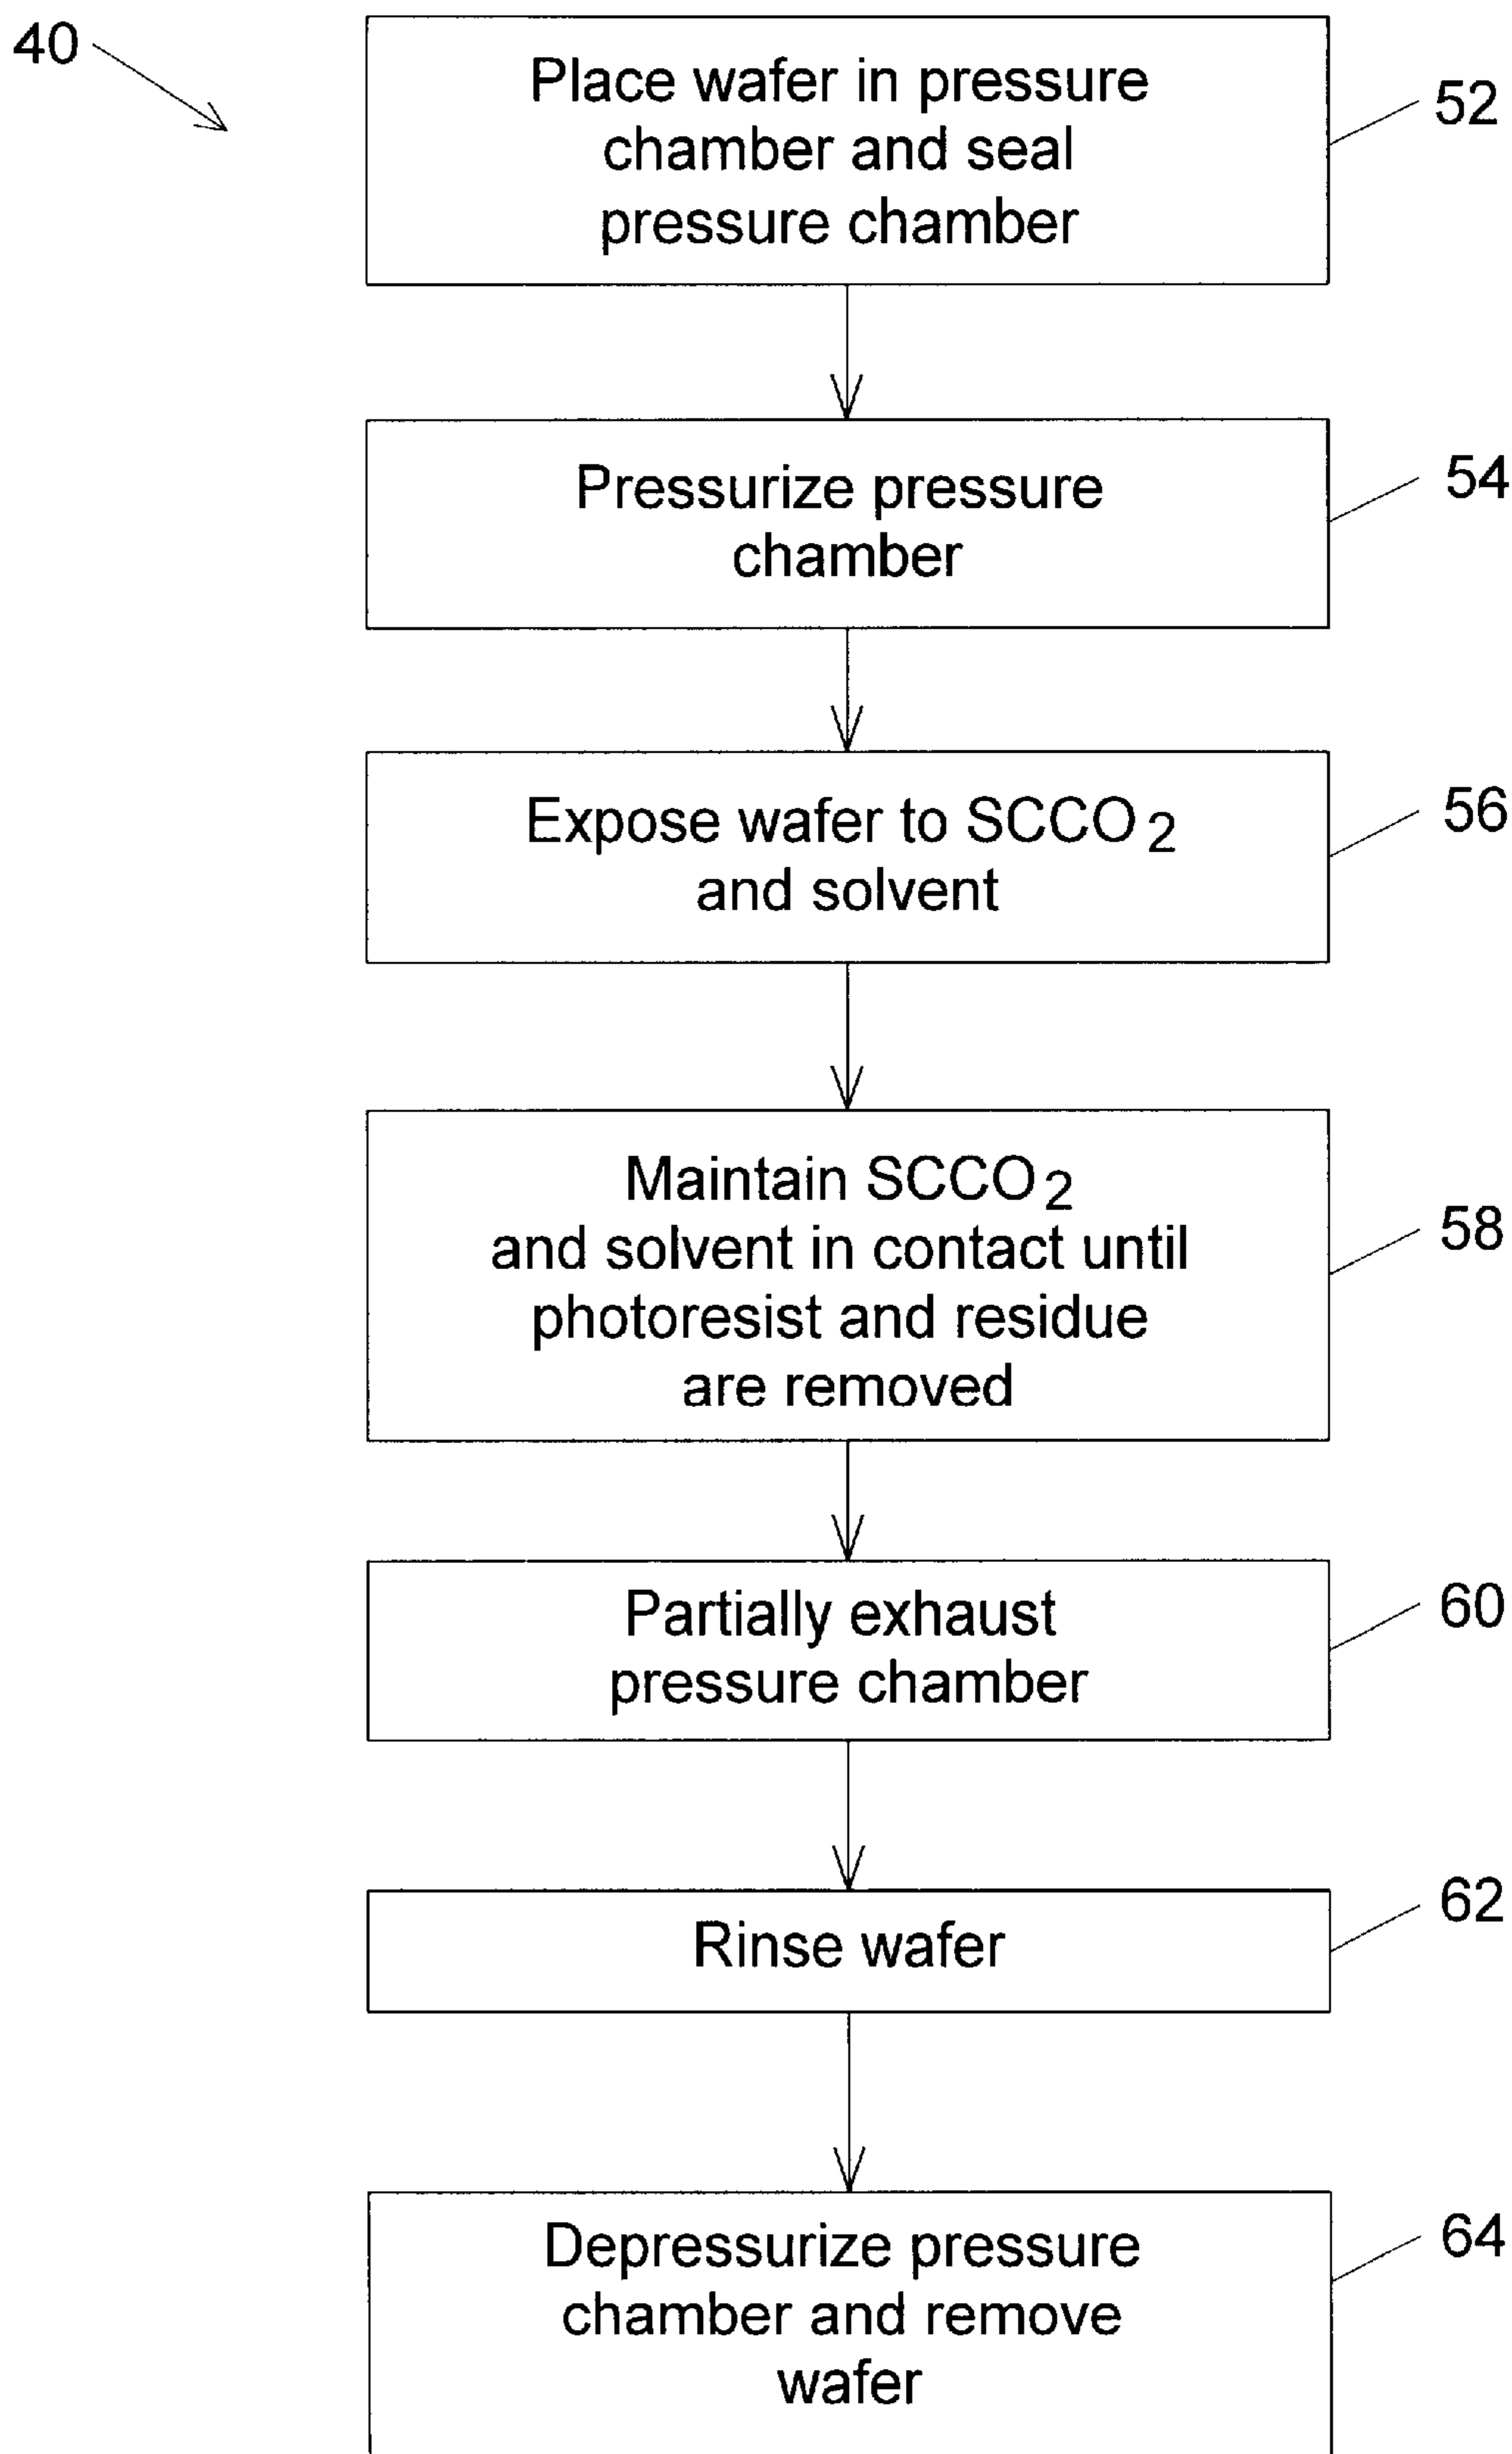 40
Place wafer in pressure
chamber and seal
pressure chamber
52
Pressurize pressure
chamber
54
Expose wafer to SCCO2
and solvent
56
Maintain SCCO2
and solvent in contact until
photoresist and residue
are removed
58
Partially exhaust
pressure chamber
60
Rinse wafer
62
Depressurize pressure
chamber and remove
wafer
64